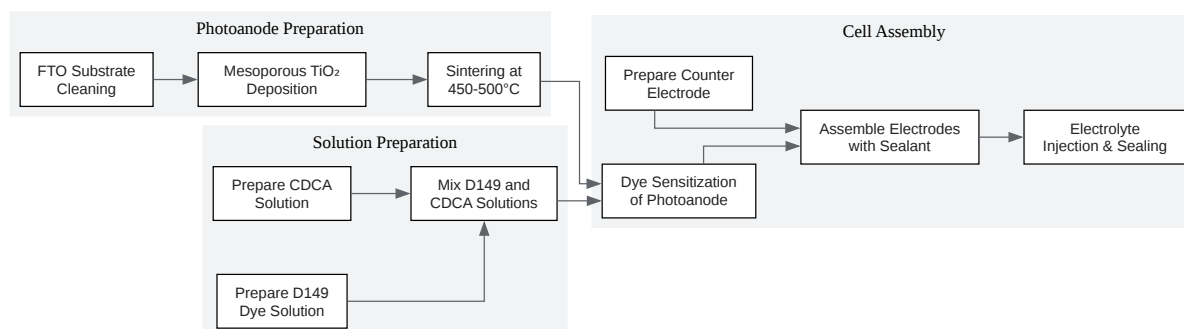 Photoanode Preparation
FTO Substrate
Cleaning
Mesoporous TiO₂
Deposition
Sintering at
450-500°C
Solution Preparation
Prepare CDCA
Solution
Mix D149 and
CDCA Solutions
Prepare D149
Dye Solution
Cell Assembly
Prepare Counter
Electrode
Dye Sensitization
of Photoanode
Assemble Electrodes
with Sealant
Electrolyte
Injection & Sealing